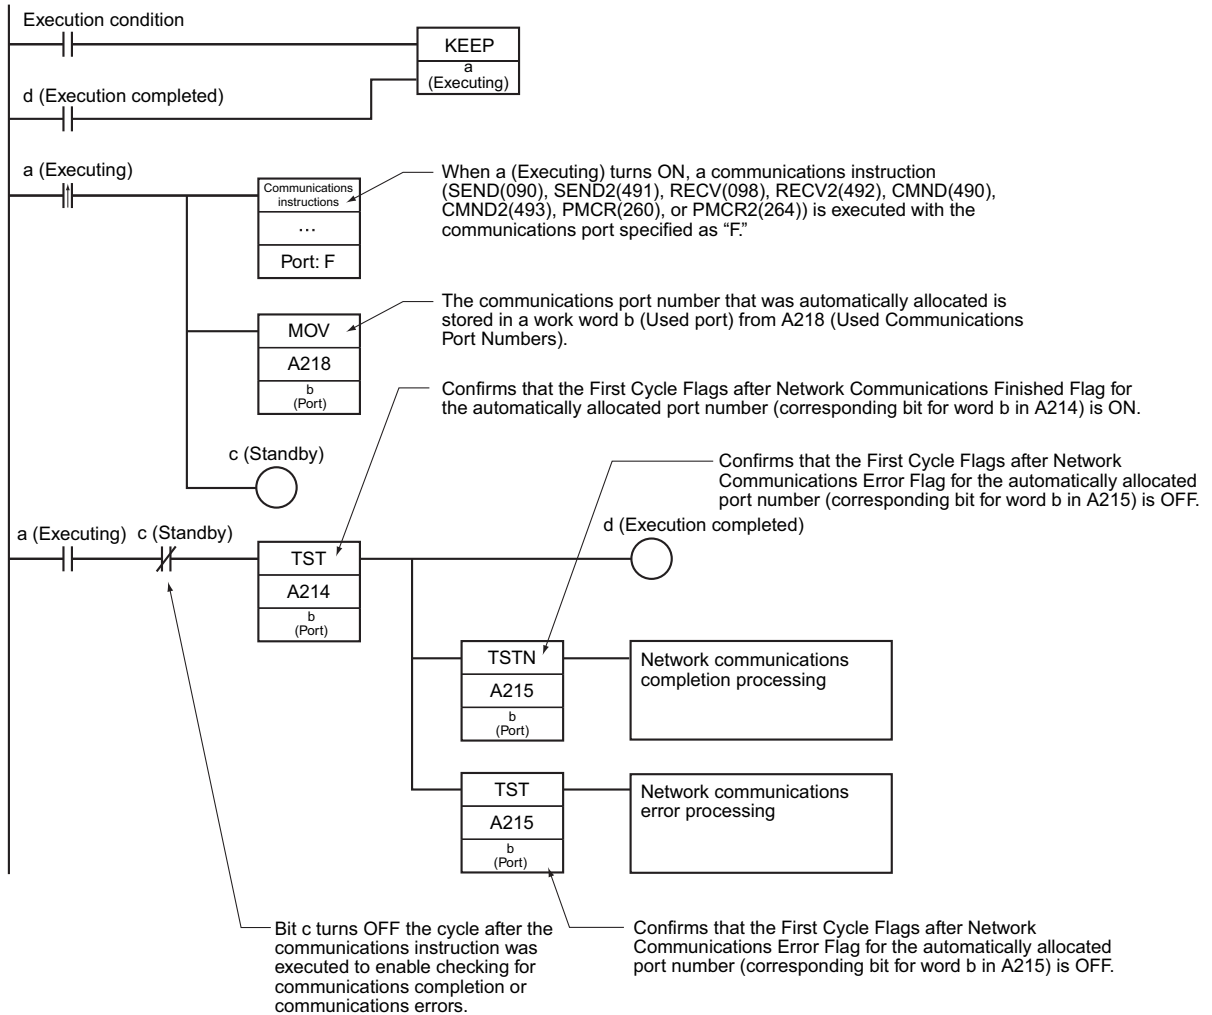 Execution condition
KEEP
a
(Executing)
d (Execution completed)
a (Executing)
Communications
instructions
...
Port: F
When a (Executing) turns ON, a communications instruction
(SEND(090), SEND2(491), RECV(098), RECV2(492), CMND(490),
CMND2(493), PMCR(260), or PMCR2(264)) is executed with the
communications port specified as “F.”
MOV
A218
b
(Port)
The communications port number that was automatically allocated is
stored in a work word b (Used port) from A218 (Used Communications
Port Numbers).
Confirms that the First Cycle Flags after Network Communications Finished Flag for
the automatically allocated port number (corresponding bit for word b in A214) is ON.
c (Standby)
Confirms that the First Cycle Flags after Network
Communications Error Flag for the automatically allocated
port number (corresponding bit for word b in A215) is OFF.
a (Executing)
c (Standby)
TST
A214
b
(Port)
d (Execution completed)
TSTN
A215
b
(Port)
Network communications
completion processing
TST
A215
b
(Port)
Network communications
error processing
Bit c turns OFF the cycle after the
communications instruction was
executed to enable checking for
communications completion or
communications errors.
Confirms that the First Cycle Flags after Network
Communications Error Flag for the automatically allocated
port number (corresponding bit for word b in A215) is OFF.